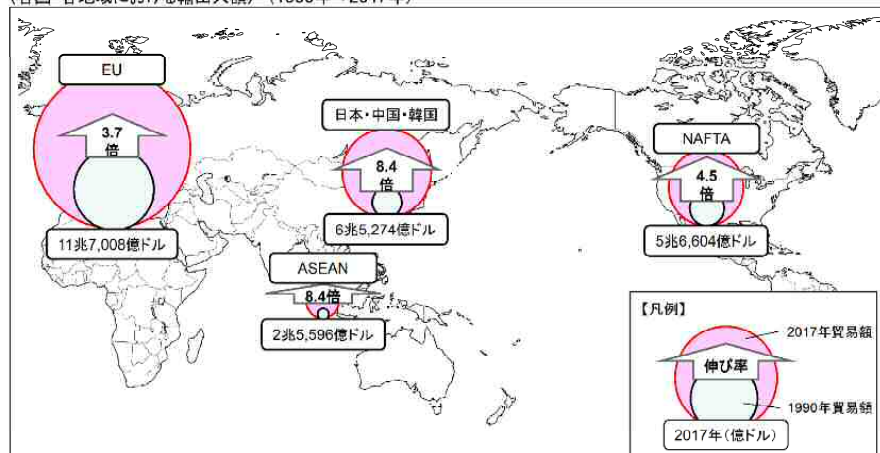 EU
3.7
倍
11兆7,008億ドル
日本・中国・韓国
8.4
倍
6兆5,274億ドル
ASEAN
8.4倍
2兆5,596億ドル
NAFTA
4.5
倍
5兆6,604億ドル
【凡例】
2017年貿易額
伸び率
1990年貿易額
2017年(億ドル)